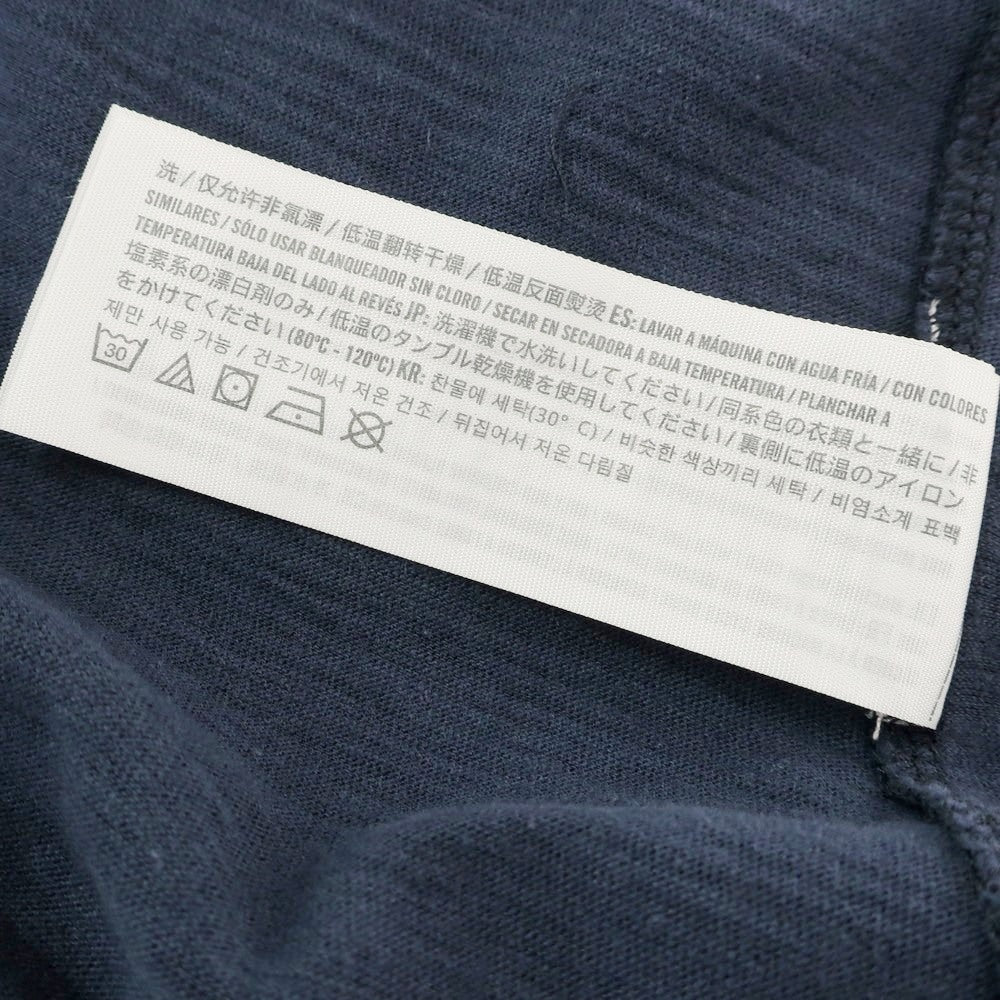 洗 / 仅允许非氯漂 / 低温翻转干燥 / 低温反面熨烫 ES: LAVAR A MÁQUINA CON AGUA FRÍA / CON COLORES
SIMILARES / SÓLO USAR BLANQUEADOR SIN CLORO / SECAR EN SECADORA A BAJA TEMPERATURA / PLANCHAR A
TEMPERATURA BAJA DEL LADO AL REVÉS JP: 洗濯機で水洗いしてください / 同系色の衣類と一緒に / 非
塩素系の漂白剤のみ / 低温のタンブル乾燥機を使用してください / 裏側に低温のアイロン
をかけてください (80°C - 120°C) KR: 찬물에 세탁(30° C) / 비슷한 색상끼리 세탁 / 비염소계 표백
제만 사용 가능 / 건조기에서 저온 건조 / 뒤집어서 저온 다림질
30